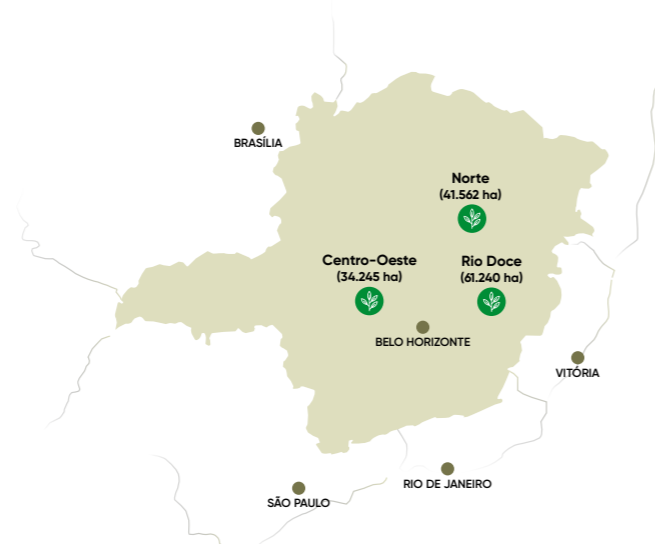 BRASÍLIA
Norte
(41.562 ha)
Centro-Oeste
(34.245 ha)
Rio Doce
(61.240 ha)
BELO HORIZONTE
VITÓRIA
RIO DE JANEIRO
SÃO PAULO